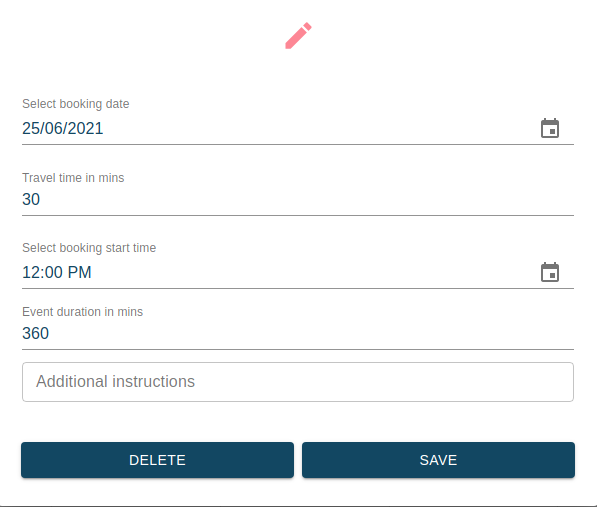 Select booking date
25/06/2021
Travel time in mins
30
Select booking start time
12:00 PM
Event duration in mins
360
Additional instructions
DELETE
SAVE